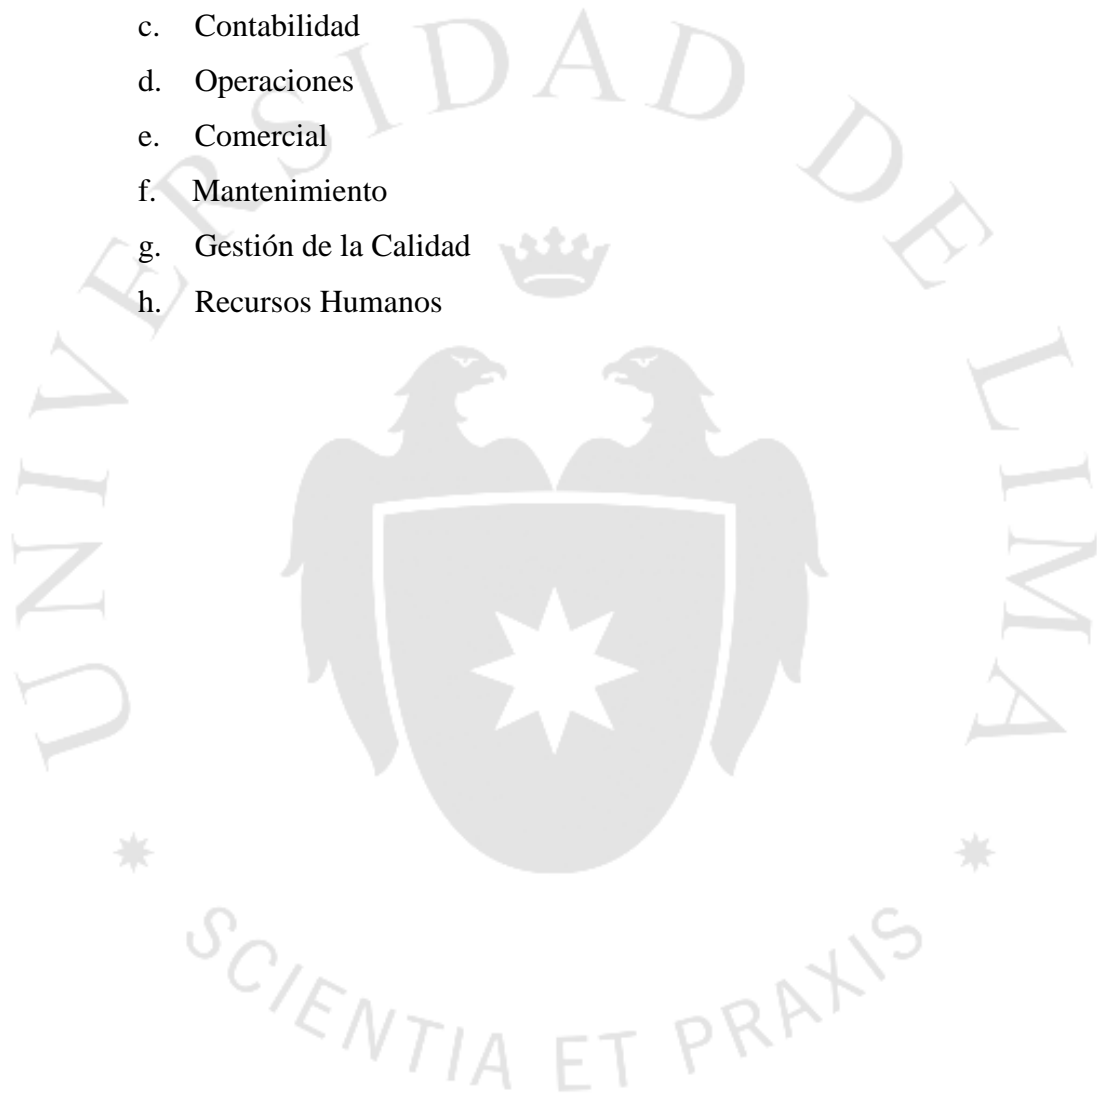 c. Contabilidad
d. Operaciones
e. Comercial
f. Mantenimiento
g. Gestión de la Calidad
h. Recursos Humanos
UNIVERSIDAD DE LIMA
SCIENTIA ET PRAXIS